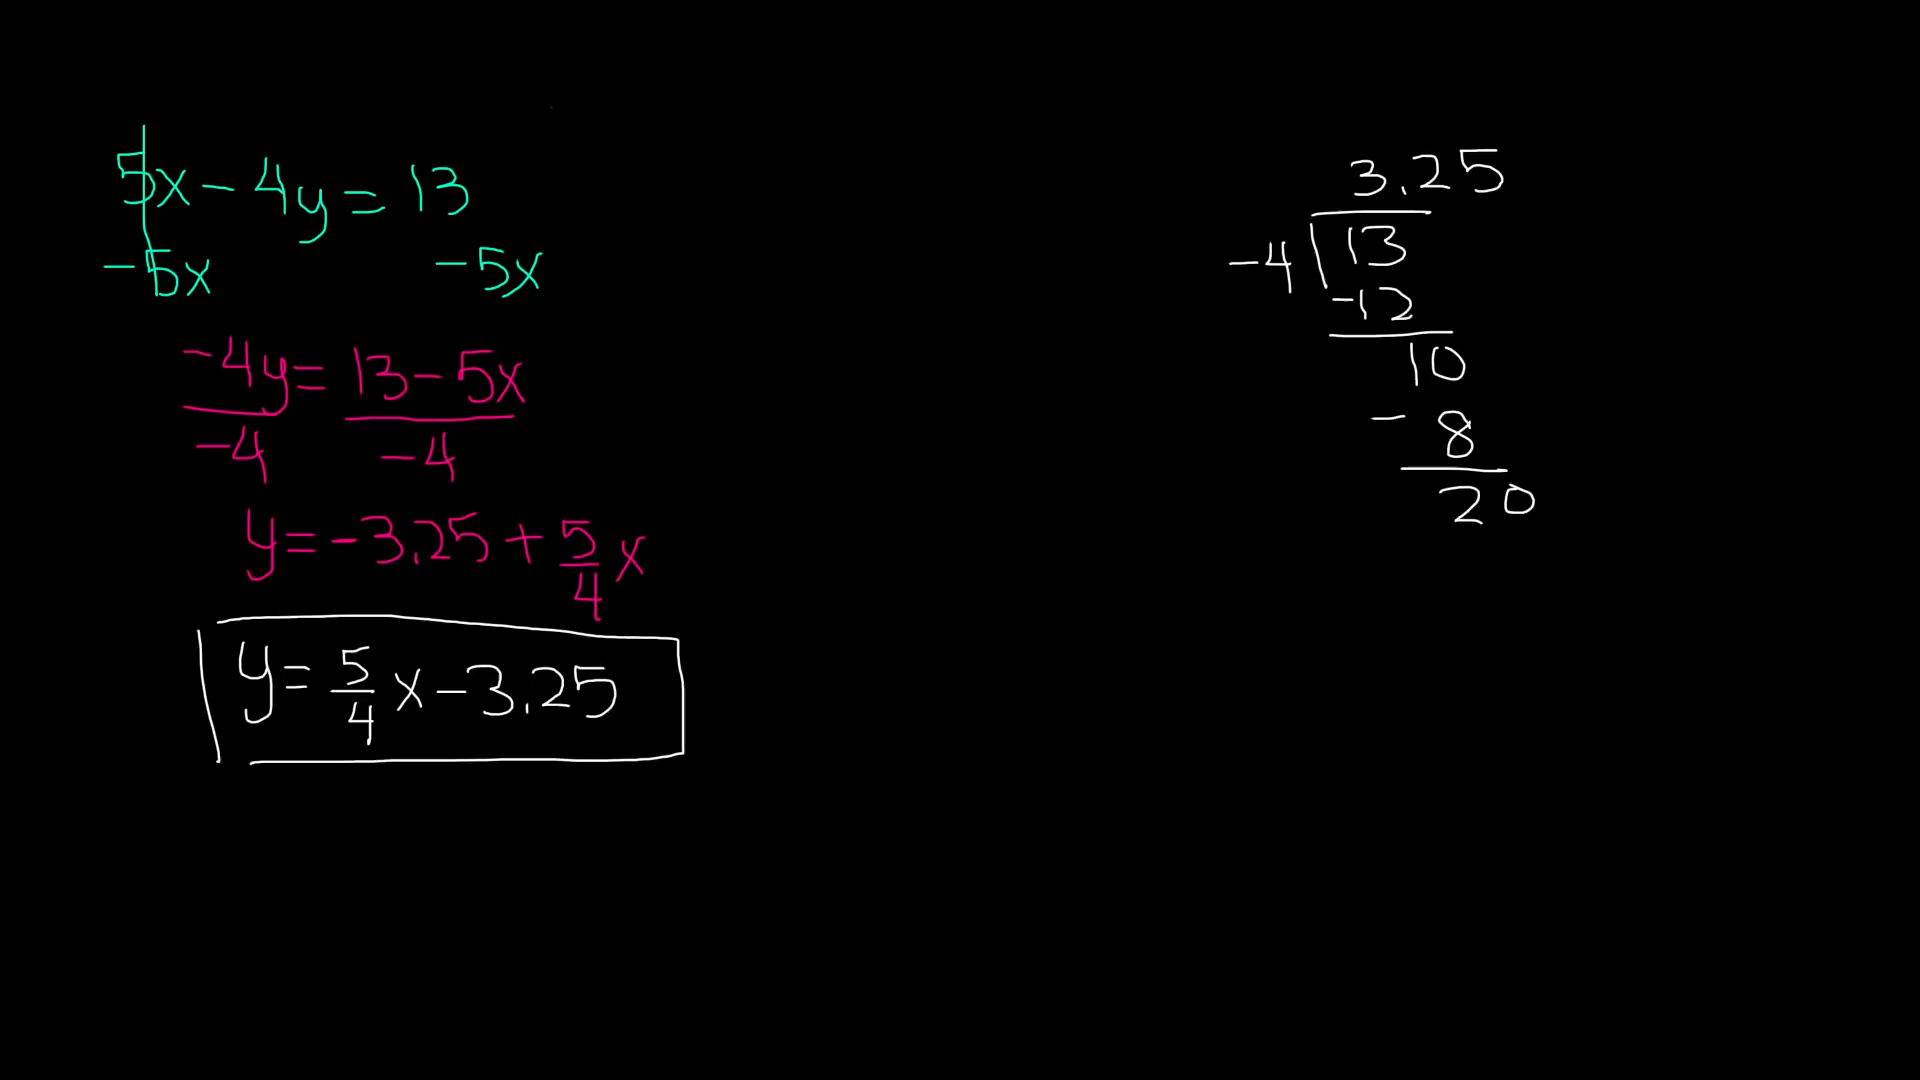 5x - 4y = 13
-5x -5x
-4y = 13 - 5x
-4 -4
y = -3.25 + 5/4 x
y = 5/4 x - 3.25
3.25
-4 13
-12
10
- 8
20